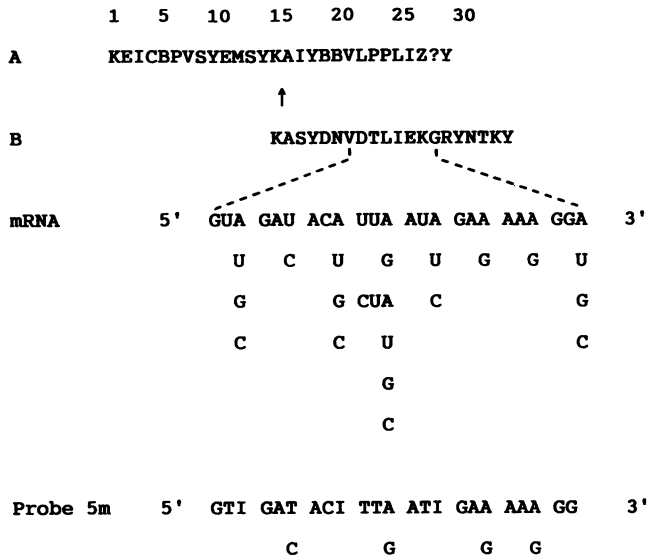 1 5 10 15 20 25 30
A KEICBPVSYEMSYKAIYBBVLPPLIZ?Y
B KASYDNVDTLIEKGRYNTKY
mRNA 5' GUA GAU ACA UUA AUA GAA AAA GGA 3'
U C U G U G G U
G G CUA C G
C C U C
G
C
Probe 5m 5' GTI GAT ACI TTA ATI GAA AAA GG 3'
C G G G